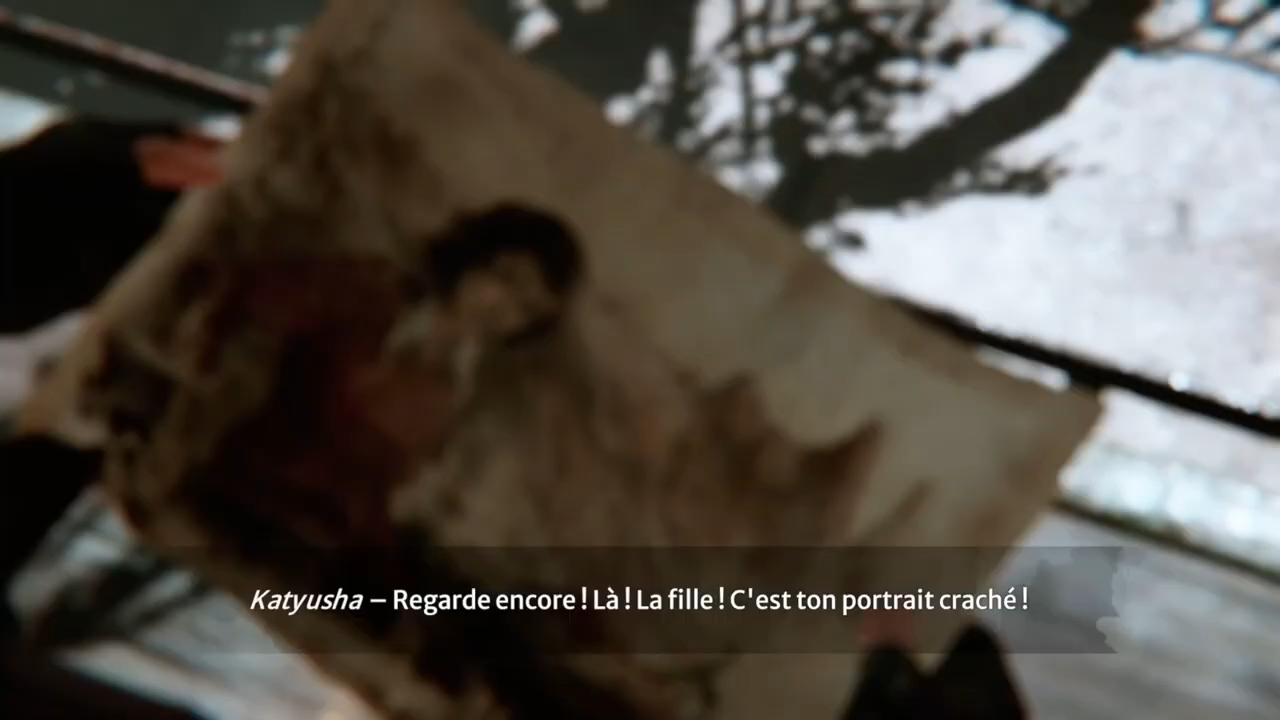 Katyusha – Regarde encore ! Là ! La fille ! C'est ton portrait craché !